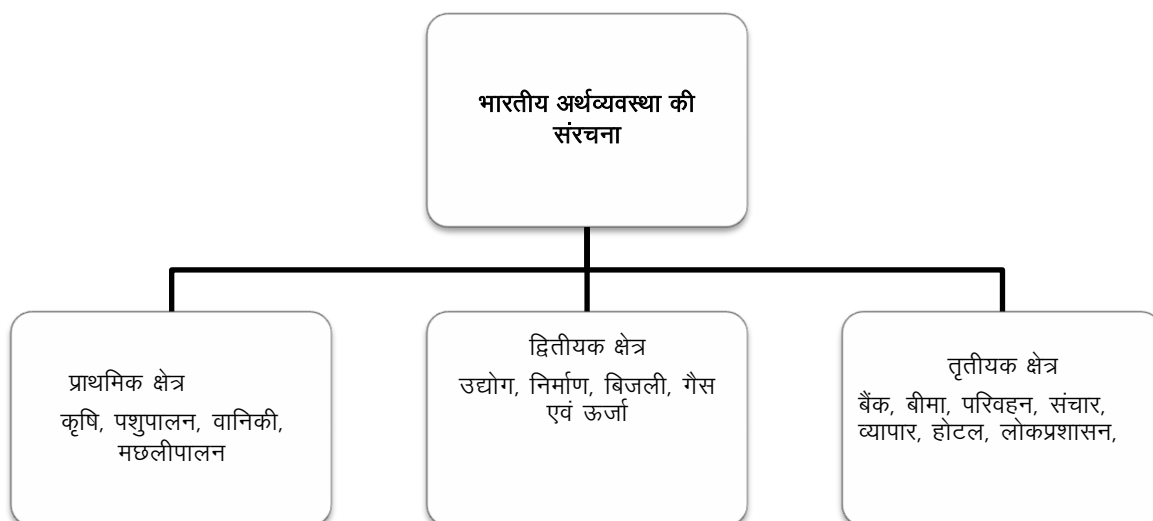 भारतीय अर्थव्यवस्था की
संरचना
प्राथमिक क्षेत्र
कृषि, पशुपालन, वानिकी,
मछलीपालन
द्वितीयक क्षेत्र
उद्योग, निर्माण, बिजली, गैस
एवं ऊर्जा
तृतीयक क्षेत्र
बैंक, बीमा, परिवहन, संचार,
व्यापार, होटल, लोकप्रशासन,